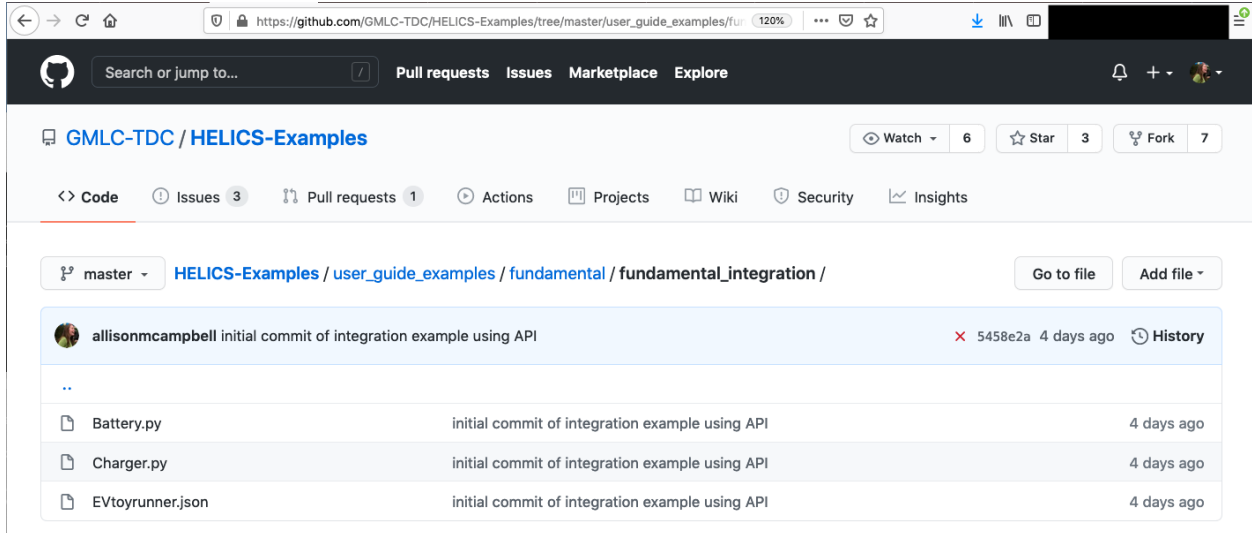 https://github.com/GMLC-TDC/HELICS-Examples/tree/master/user_guide_examples/fun 120%
Search or jump to... / Pull requests Issues Marketplace Explore
GMLC-TDC / HELICS-Examples Watch 6 Star 3 Fork 7
Code Issues 3 Pull requests 1 Actions Projects Wiki Security Insights
master HELICS-Examples / user_guide_examples / fundamental / fundamental_integration / Go to file Add file
allisonmcampbell initial commit of integration example using API 5458e2a 4 days ago History
..
Battery.py initial commit of integration example using API 4 days ago
Charger.py initial commit of integration example using API 4 days ago
EVtoyrunner.json initial commit of integration example using API 4 days ago